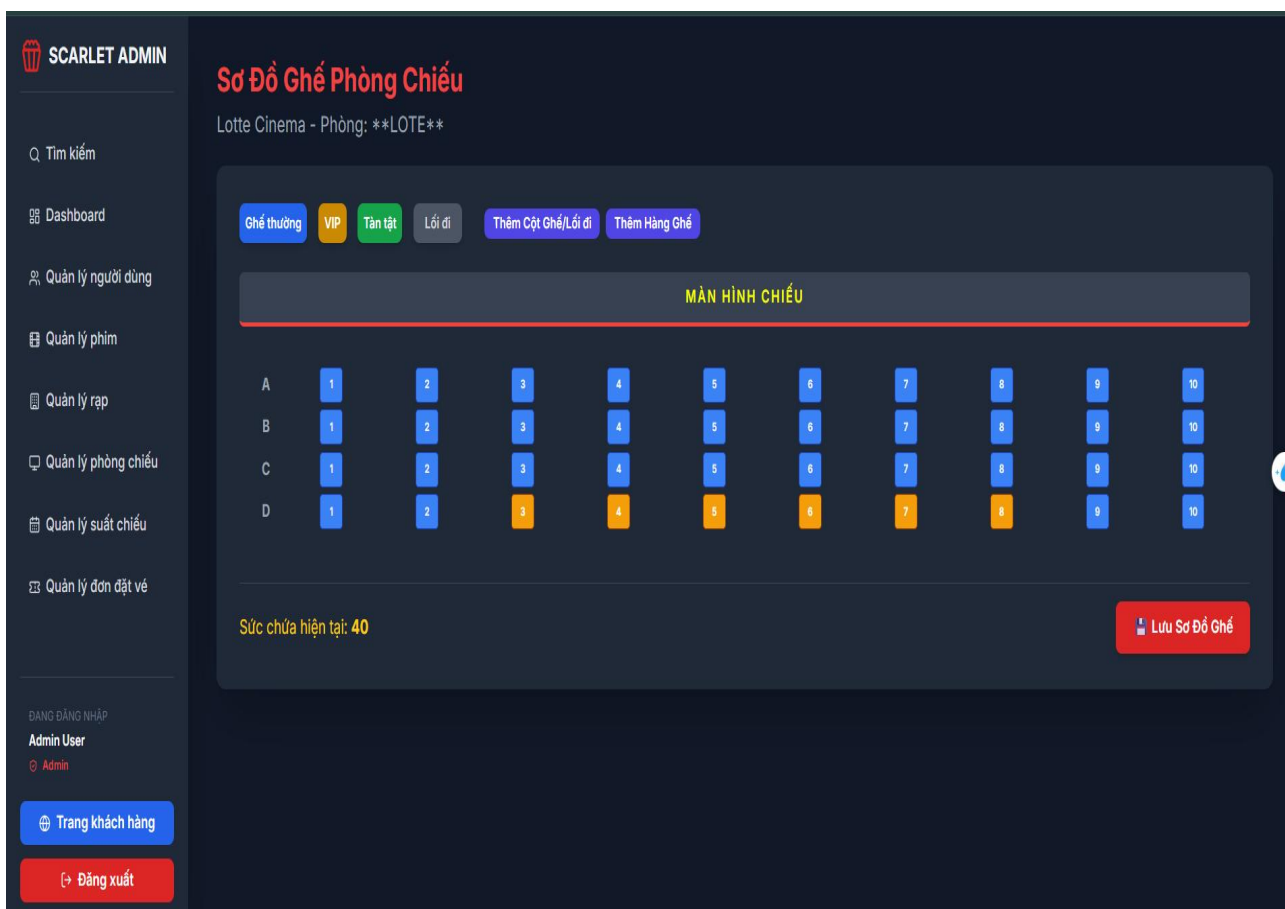 SCARLET ADMIN
Tìm kiếm
Dashboard
Quản lý người dùng
Quản lý phim
Quản lý rạp
Quản lý phòng chiếu
Quản lý suất chiếu
Quản lý đơn đặt vé
ĐANG ĐĂNG NHẬP
Admin User
Admin
Trang khách hàng
Đăng xuất
Sơ Đồ Ghế Phòng Chiếu
Lotte Cinema - Phòng: **LOTE**
Ghế thường VIP Tàn tật Lối đi Thêm Cột Ghế/Lối đi Thêm Hàng Ghế
MÀN HÌNH CHIẾU
A 1 2 3 4 5 6 7 8 9 10
B 1 2 3 4 5 6 7 8 9 10
C 1 2 3 4 5 6 7 8 9 10
D 1 2 3 4 5 6 7 8 9 10
Sức chứa hiện tại: 40
Lưu Sơ Đồ Ghế